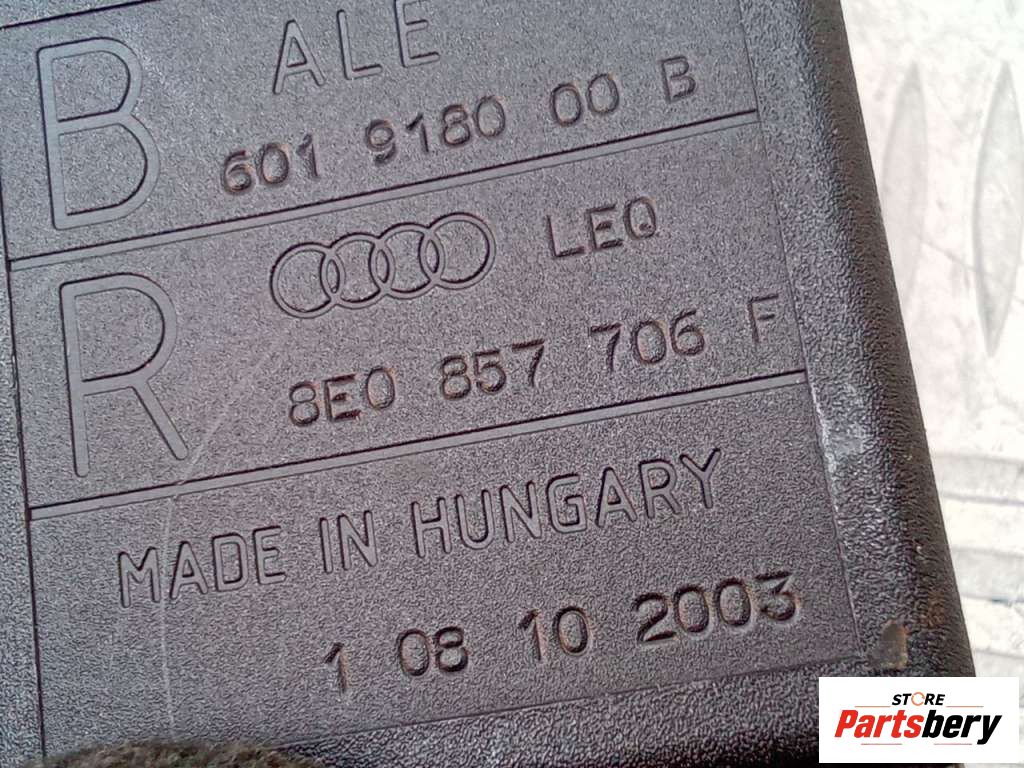 B
ALE
601 9180 00 B
R
LEQ
8E0 857 706 F
MADE IN HUNGARY
1 08 10 2003
STORE
Partsbery